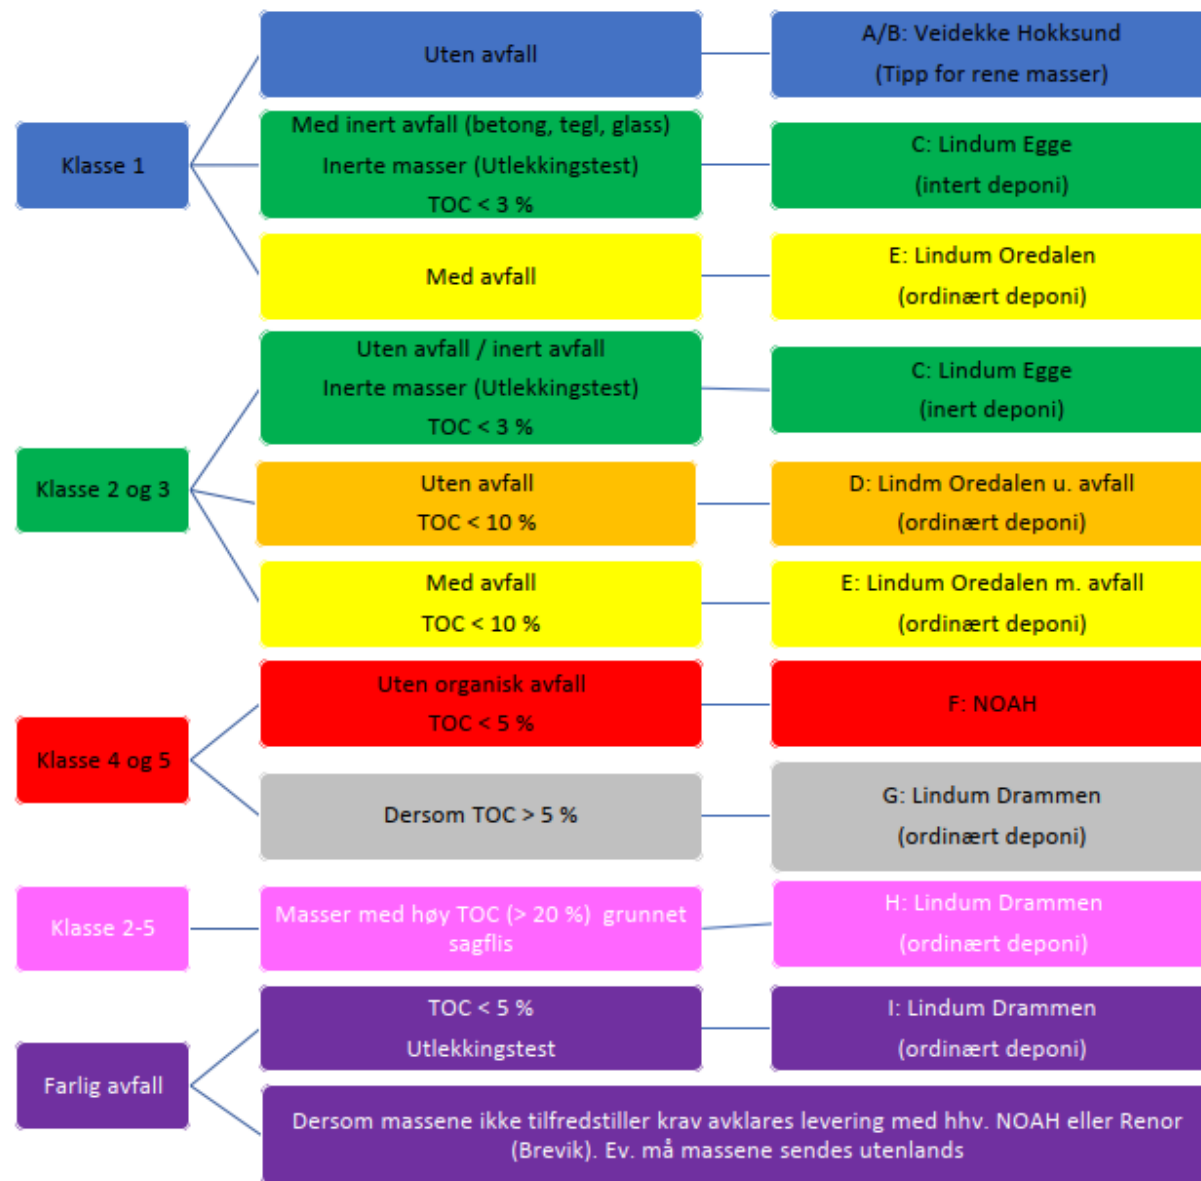 Klasse 1
Uten avfall
A/B: Veidekke Hokksund
(Tipp for rene masser)
Med inert avfall (betong, tegl, glass)
Inerte masser (Utlekkingstest)
TOC < 3 %
C: Lindum Egge
(intert deponi)
Med avfall
E: Lindum Oredalen
(ordinært deponi)
Klasse 2 og 3
Uten avfall / inert avfall
Inerte masser (Utlekkingstest)
TOC < 3 %
C: Lindum Egge
(inert deponi)
Uten avfall
TOC < 10 %
D: Lindm Oredalen u. avfall
(ordinært deponi)
Med avfall
TOC < 10 %
E: Lindum Oredalen m. avfall
(ordinært deponi)
Klasse 4 og 5
Uten organisk avfall
TOC < 5 %
F: NOAH
Dersom TOC > 5 %
G: Lindum Drammen
(ordinært deponi)
Klasse 2-5
Masser med høy TOC (> 20 %) grunnet
sagflis
H: Lindum Drammen
(ordinært deponi)
Farlig avfall
TOC < 5 %
Utlekkingstest
I: Lindum Drammen
(ordinært deponi)
Dersom massene ikke tilfredstiller krav avklares levering med hhv. NOAH eller Renor
(Brevik). Ev. må massene sendes utenlands